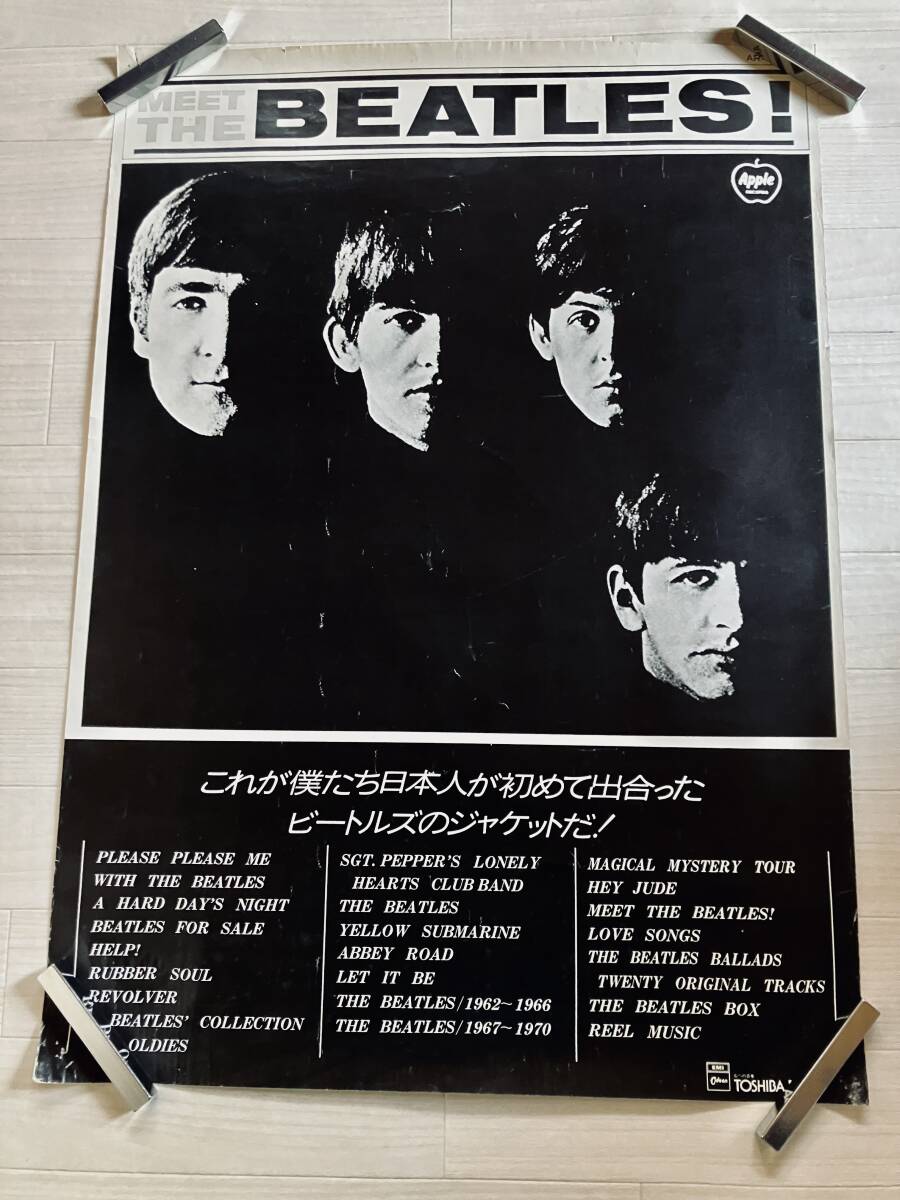 MEET
THE
BEATLES!
Apple
RECORDS
これが僕たち日本人が初めて出合った
ビートルズのジャケットだ!
PLEASE PLEASE ME
WITH THE BEATLES
A HARD DAY'S NIGHT
BEATLES FOR SALE
HELP!
RUBBER SOUL
REVOLVER
BEATLES' COLLECTION
OLDIES
SGT. PEPPER'S LONELY
HEARTS CLUB BAND
THE BEATLES
YELLOW SUBMARINE
ABBEY ROAD
LET IT BE
THE BEATLES/1962~1966
THE BEATLES/1967~1970
MAGICAL MYSTERY TOUR
HEY JUDE
MEET THE BEATLES!
LOVE SONGS
THE BEATLES BALLADS
TWENTY ORIGINAL TRACKS
THE BEATLES BOX
REEL MUSIC
EMI
Odeon
TOSHIBA